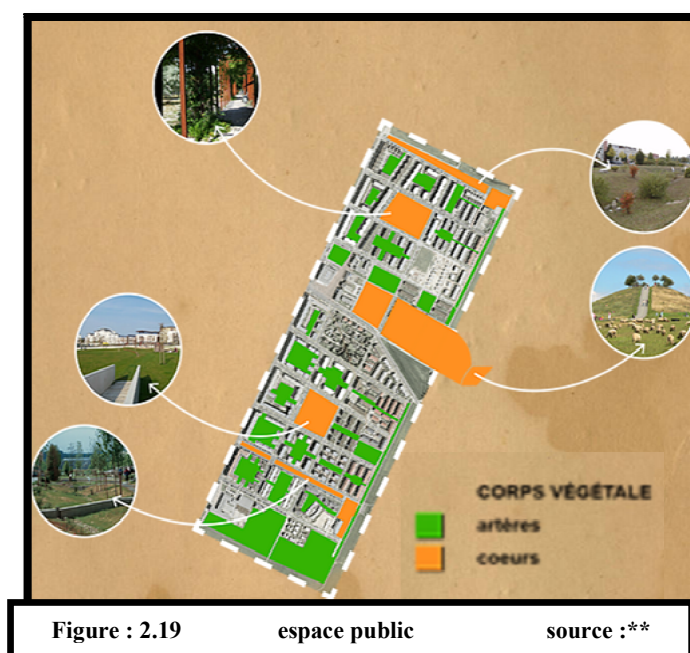 CORPS VÉGÉTALE
artères
coeurs
Figure : 2.19 espace public source :**